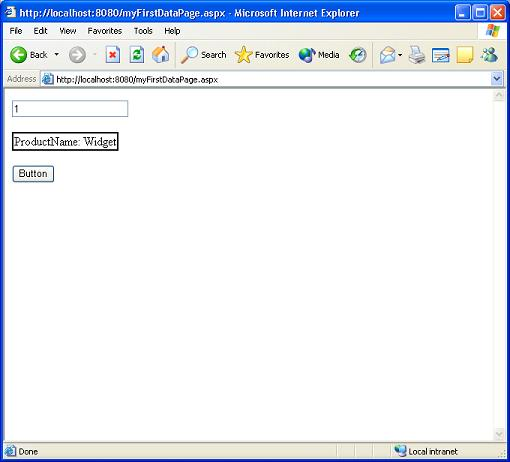 http://localhost:8080/myFirstDataPage.aspx - Microsoft Internet Explorer
File Edit View Favorites Tools Help
Back Search Favorites Media
Address http://localhost:8080/myFirstDataPage.aspx
1
ProductName: Widget
Button
Done Local intranet